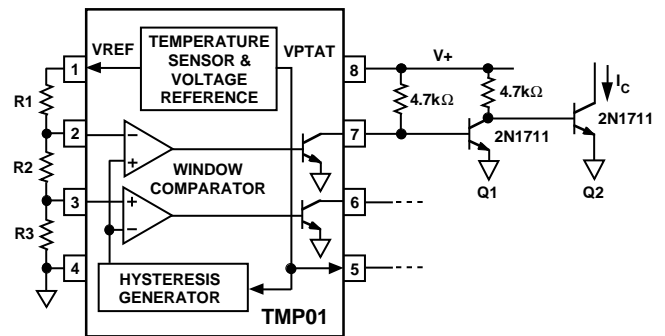 VREF
TEMPERATURE
SENSOR &
VOLTAGE
REFERENCE
VPTAT
1
R1
2
R2
3
R3
4
−
+
WINDOW
COMPARATOR
+
−
HYSTERESIS
GENERATOR
TMP01
8
7
6
5
V+
4.7kΩ
4.7kΩ
2N1711
Q1
IC
2N1711
Q2